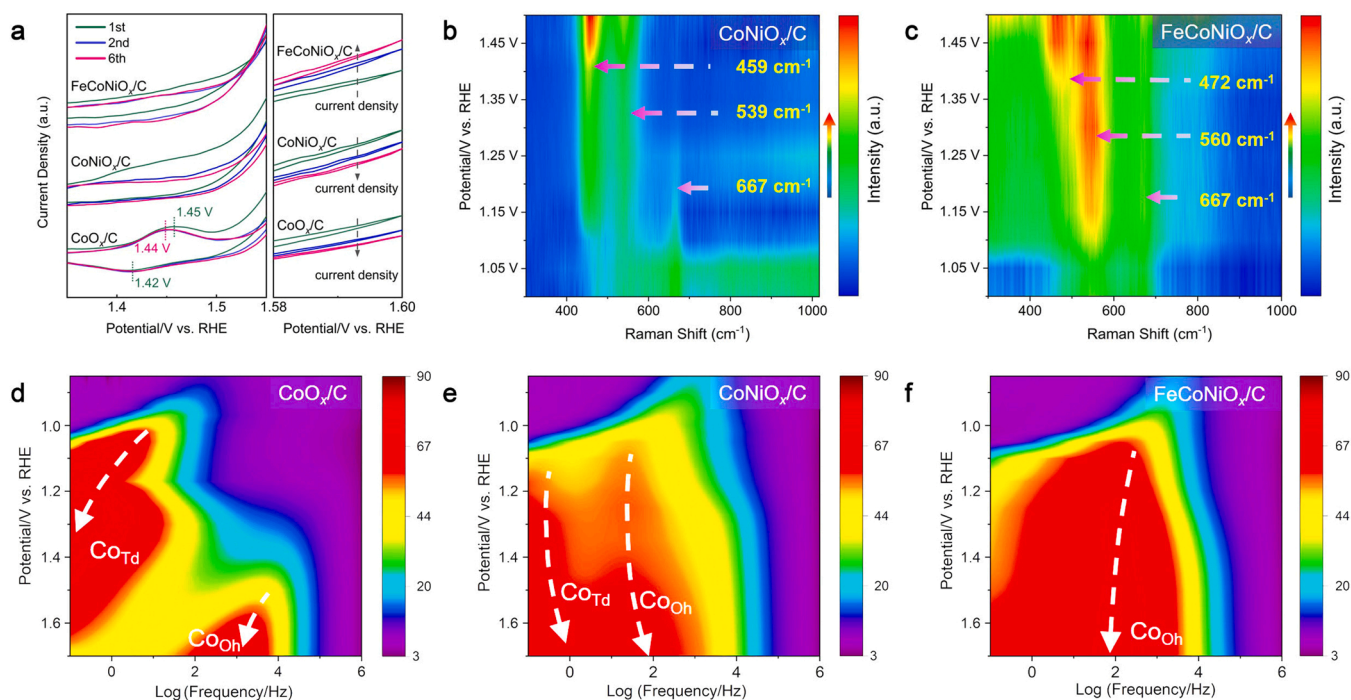 a
1st
2nd
6th
FeCoNiOx/C
CoNiOx/C
CoOx/C
1.45 V
1.44 V
1.42 V
Current Density (a.u.)
1.4
1.5
1.58
Potential/V vs. RHE
FeCoNiOx/C
current density
CoNiOx/C
current density
CoOx/C
current density
1.58
1.60
Potential/V vs. RHE
b
CoNiOx/C
459 cm-1
539 cm-1
667 cm-1
1.45 V
1.35 V
1.25 V
1.15 V
1.05 V
Potential/V vs. RHE
400
600
800
1000
Raman Shift (cm-1)
Intensity (a.u.)
c
FeCoNiOx/C
472 cm-1
560 cm-1
667 cm-1
1.45 V
1.35 V
1.25 V
1.15 V
1.05 V
Potential/V vs. RHE
400
600
800
1000
Raman Shift (cm-1)
Intensity (a.u.)
d
CoOx/C
CoTd
CoOh
1.0
1.2
1.4
1.6
Potential/V vs. RHE
0
2
4
6
Log (Frequency/Hz)
90
67
44
20
3
e
CoNiOx/C
CoTd
CoOh
1.0
1.2
1.4
1.6
Potential/V vs. RHE
0
2
4
6
Log (Frequency/Hz)
90
67
44
20
3
f
FeCoNiOx/C
CoOh
1.0
1.2
1.4
1.6
Potential/V vs. RHE
0
2
4
6
Log (Frequency/Hz)
90
67
44
20
3